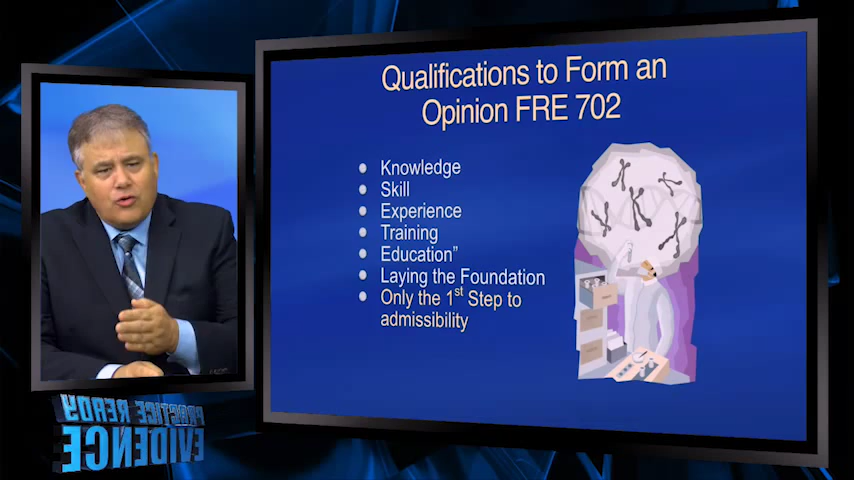 Qualifications to Form an
Opinion FRE 702
Knowledge
Skill
Experience
Training
Education”
Laying the Foundation
Only the 1st Step to
admissibility
PRACTICE READY
EVIDENCE